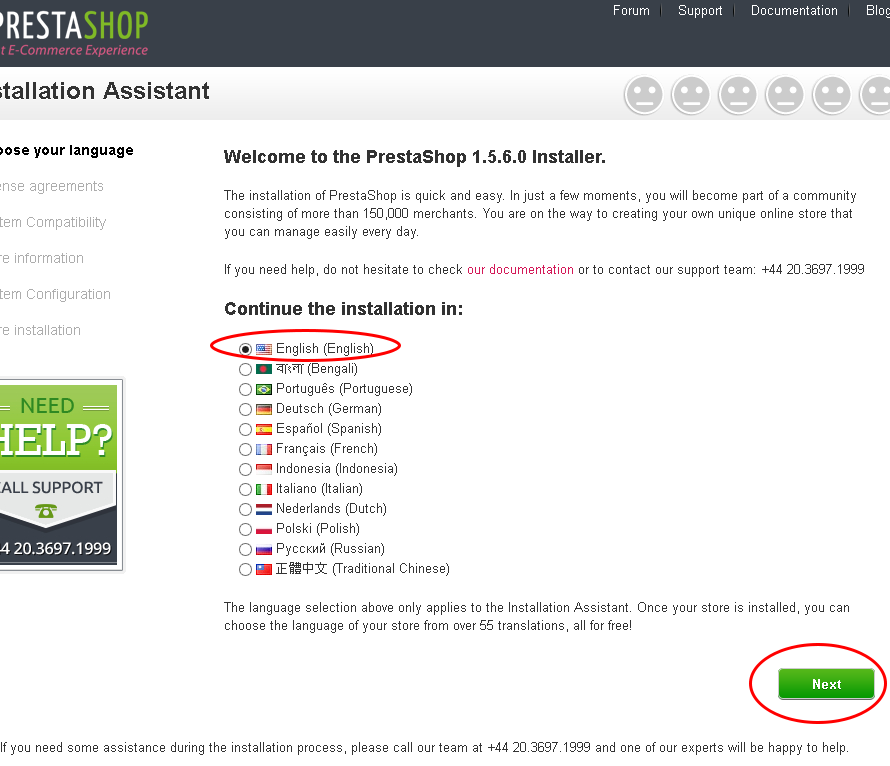 Forum Support Documentation Blog
PRESTASHOP
t E-Commerce Experience
stallation Assistant
oose your language
ense agreements
tem Compatibility
re information
tem Configuration
re installation
NEED
HELP?
ALL SUPPORT
4 20.3697.1999
Welcome to the PrestaShop 1.5.6.0 Installer.
The installation of PrestaShop is quick and easy. In just a few moments, you will become part of a community
consisting of more than 150,000 merchants. You are on the way to creating your own unique online store that
you can manage easily every day.
If you need help, do not hesitate to check our documentation or to contact our support team: +44 20.3697.1999
Continue the installation in:
English (English)
বাংলা (Bengali)
Português (Portuguese)
Deutsch (German)
Español (Spanish)
Français (French)
Indonesia (Indonesia)
Italiano (Italian)
Nederlands (Dutch)
Polski (Polish)
Русский (Russian)
正體中文 (Traditional Chinese)
The language selection above only applies to the Installation Assistant. Once your store is installed, you can
choose the language of your store from over 55 translations, all for free!
Next
If you need some assistance during the installation process, please call our team at +44 20.3697.1999 and one of our experts will be happy to help.